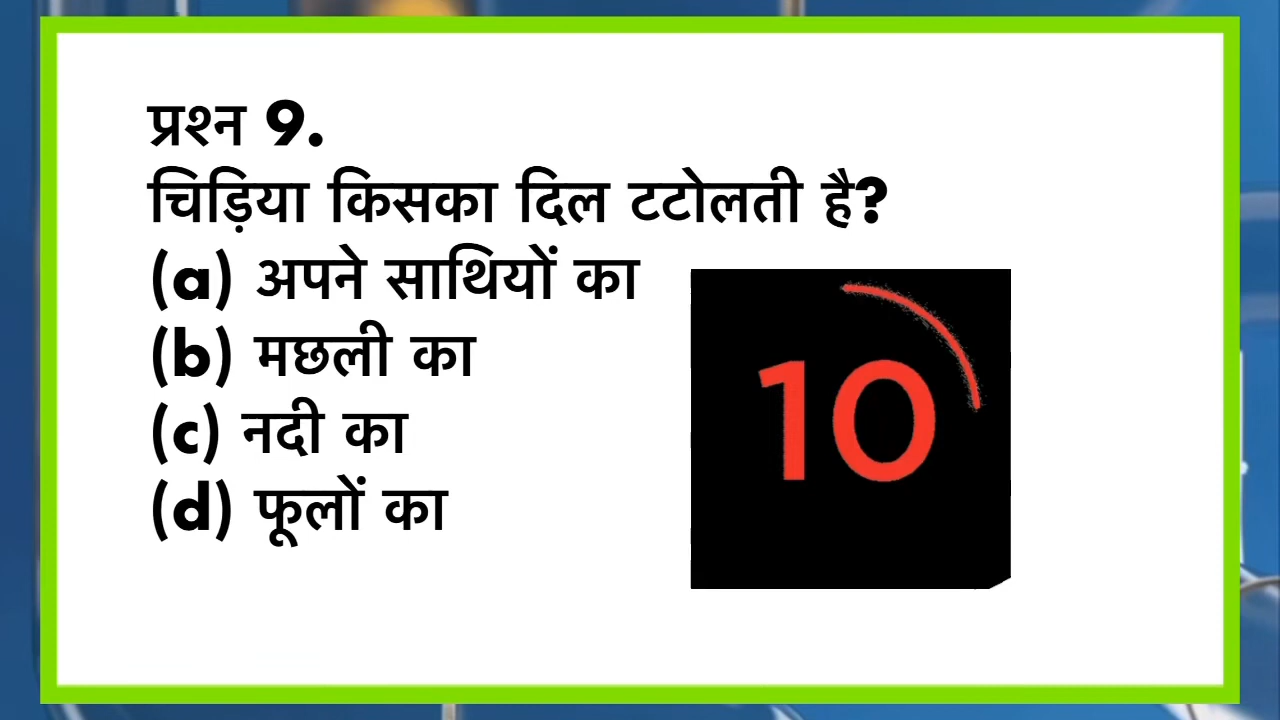 प्रश्न 9.
चिड़िया किसका दिल टटोलती है?
(a) अपने साथियों का
(b) मछली का
(c) नदी का
(d) फूलों का
10